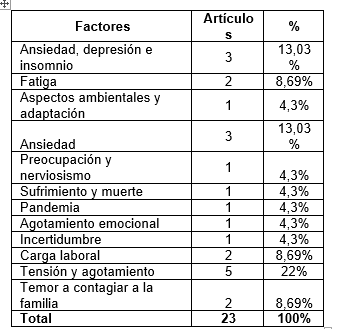 Factores Artículo %
s
Ansiedad, depresión e 13,03
insomnio 3 %
Fatiga 2 8,69%
Aspectos ambientales y
adaptación 1 4,3%
13,03
Ansiedad 3 %
Preocupación y
nerviosismo 1 4,3%
Sufrimiento y muerte 1 4,3%
Pandemia 1 4,3%
Agotamiento emocional 1 4,3%
Incertidumbre 1 4,3%
Carga laboral 2 8,69%
Tensión y agotamiento 5 22%
Temor a contagiar a la
familia 2 8,69%
Total 23 100%